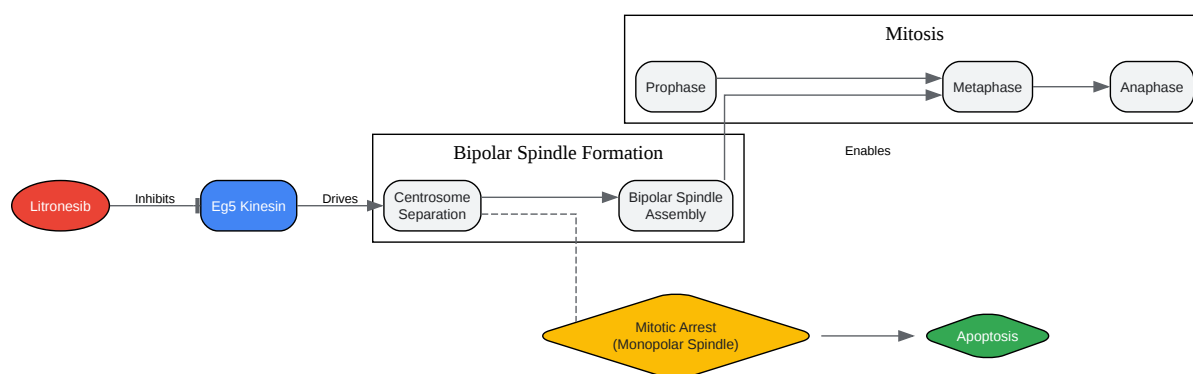 Mitosis
Prophase
Metaphase
Anaphase
Enables
Bipolar Spindle Formation
Litronesib
Inhibits
Eg5 Kinesin
Drives
Centrosome
Separation
Bipolar Spindle
Assembly
Mitotic Arrest
(Monopolar Spindle)
Apoptosis